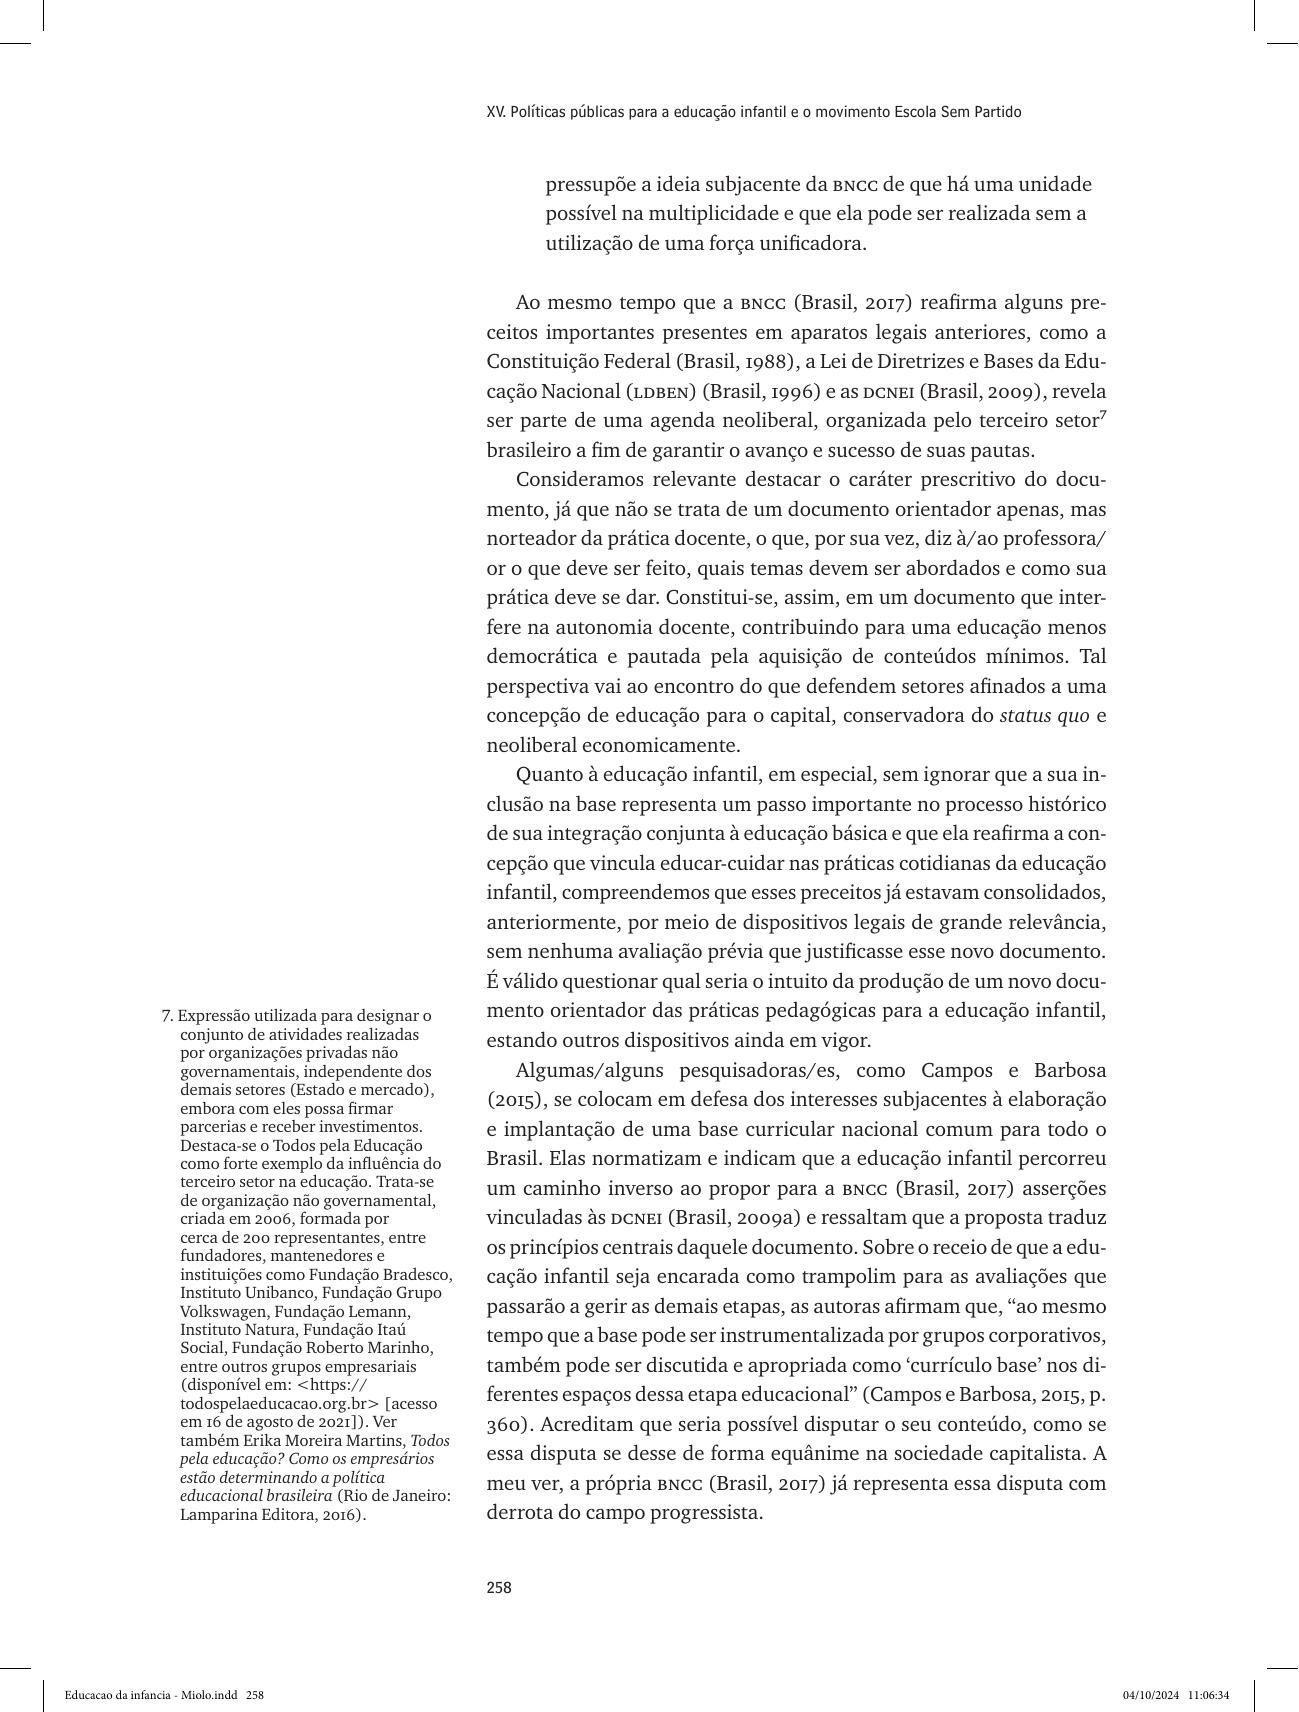 XV. Políticas públicas para a educação infantil e o movimento Escola Sem Partido
pressupõe a ideia subjacente da BNCC de que há uma unidade
possível na multiplicidade e que ela pode ser realizada sem a
utilização de uma força unificadora.
Ao mesmo tempo que a BNCC (Brasil, 2017) reafirma alguns pre-
ceitos importantes presentes em aparatos legais anteriores, como a
Constituição Federal (Brasil, 1988), a Lei de Diretrizes e Bases da Edu-
cação Nacional (LDBEN) (Brasil, 1996) e as DCNEI (Brasil, 2009), revela
ser parte de uma agenda neoliberal, organizada pelo terceiro setor⁷
brasileiro a fim de garantir o avanço e sucesso de suas pautas.
Consideramos relevante destacar o caráter prescritivo do docu-
mento, já que não se trata de um documento orientador apenas, mas
norteador da prática docente, o que, por sua vez, diz à/ao professora/
or o que deve ser feito, quais temas devem ser abordados e como sua
prática deve se dar. Constitui-se, assim, em um documento que inter-
fere na autonomia docente, contribuindo para uma educação menos
democrática e pautada pela aquisição de conteúdos mínimos. Tal
perspectiva vai ao encontro do que defendem setores afinados a uma
concepção de educação para o capital, conservadora do status quo e
neoliberal economicamente.
Quanto à educação infantil, em especial, sem ignorar que a sua in-
clusão na base representa um passo importante no processo histórico
de sua integração conjunta à educação básica e que ela reafirma a con-
cepção que vincula educar-cuidar nas práticas cotidianas da educação
infantil, compreendemos que esses preceitos já estavam consolidados,
anteriormente, por meio de dispositivos legais de grande relevância,
sem nenhuma avaliação prévia que justificasse esse novo documento.
É válido questionar qual seria o intuito da produção de um novo docu-
mento orientador das práticas pedagógicas para a educação infantil,
estando outros dispositivos ainda em vigor.
Algumas/alguns pesquisadoras/es, como Campos e Barbosa
(2015), se colocam em defesa dos interesses subjacentes à elaboração
e implantação de uma base curricular nacional comum para todo o
Brasil. Elas normatizam e indicam que a educação infantil percorreu
um caminho inverso ao propor para a BNCC (Brasil, 2017) asserções
vinculadas às DCNEI (Brasil, 2009a) e ressaltam que a proposta traduz
os princípios centrais daquele documento. Sobre o receio de que a edu-
cação infantil seja encarada como trampolim para as avaliações que
passarão a gerir as demais etapas, as autoras afirmam que, “ao mesmo
tempo que a base pode ser instrumentalizada por grupos corporativos,
também pode ser discutida e apropriada como ‘currículo base’ nos di-
ferentes espaços dessa etapa educacional” (Campos e Barbosa, 2015, p.
360). Acreditam que seria possível disputar o seu conteúdo, como se
essa disputa se desse de forma equânime na sociedade capitalista. A
meu ver, a própria BNCC (Brasil, 2017) já representa essa disputa com
derrota do campo progressista.
7. Expressão utilizada para designar o
conjunto de atividades realizadas
por organizações privadas não
governamentais, independente dos
demais setores (Estado e mercado),
embora com eles possa firmar
parcerias e receber investimentos.
Destaca-se o Todos pela Educação
como forte exemplo da influência do
terceiro setor na educação. Trata-se
de organização não governamental,
criada em 2006, formada por
cerca de 200 representantes, entre
fundadores, mantenedores e
instituições como Fundação Bradesco,
Instituto Unibanco, Fundação Grupo
Volkswagen, Fundação Lemann,
Instituto Natura, Fundação Itaú
Social, Fundação Roberto Marinho,
entre outros grupos empresariais
(disponível em: <https://
todospelaeducacao.org.br> [acesso
em 16 de agosto de 2021]). Ver
também Erika Moreira Martins, Todos
pela educação? Como os empresários
estão determinando a política
educacional brasileira (Rio de Janeiro:
Lamparina Editora, 2016).
258
Educacao da infancia - Miolo.indd   258
04/10/2024   11:06:34